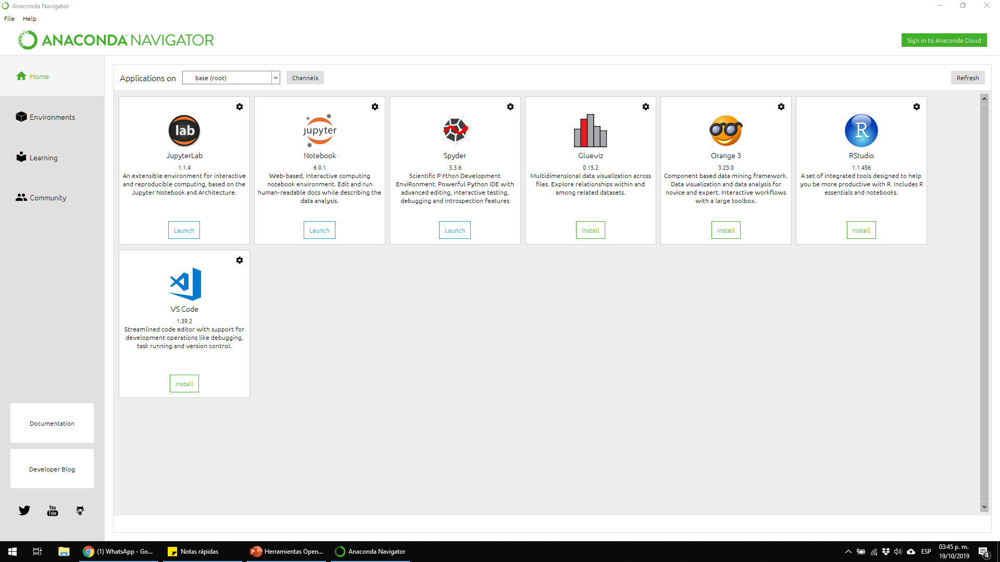 Anaconda Navigator
File Help
ANACONDA NAVIGATOR
Sign in to Anaconda Cloud
Home
Environments
Learning
Community
Documentation
Developer Blog
You
Tube
Applications on base (root) Channels Refresh
lab
JupyterLab
1.1.4
An extensible environment for interactive
and reproducible computing, based on the
Jupyter Notebook and Architecture.
Launch
jupyter
Notebook
6.0.1
Web-based, interactive computing
notebook environment. Edit and run
human-readable docs while describing the
data analysis.
Launch
Spyder
3.3.6
Scientific PYthon Development
EnviRonment. Powerful Python IDE with
advanced editing, interactive testing,
debugging and introspection features
Launch
Glueviz
0.15.2
Multidimensional data visualization across
files. Explore relationships within and
among related datasets.
Install
Orange 3
3.23.0
Component based data mining framework.
Data visualization and data analysis for
novice and expert. Interactive workflows
with a large toolbox.
Install
R
RStudio
1.1.456
A set of integrated tools designed to help
you be more productive with R. Includes R
essentials and notebooks.
Install
VS Code
1.39.2
Streamlined code editor with support for
development operations like debugging,
task running and version control.
Install
(1) WhatsApp - Go... Notas rápidas Herramientas Open... Anaconda Navigator
ESP
03:45 p. m.
19/10/2019
4